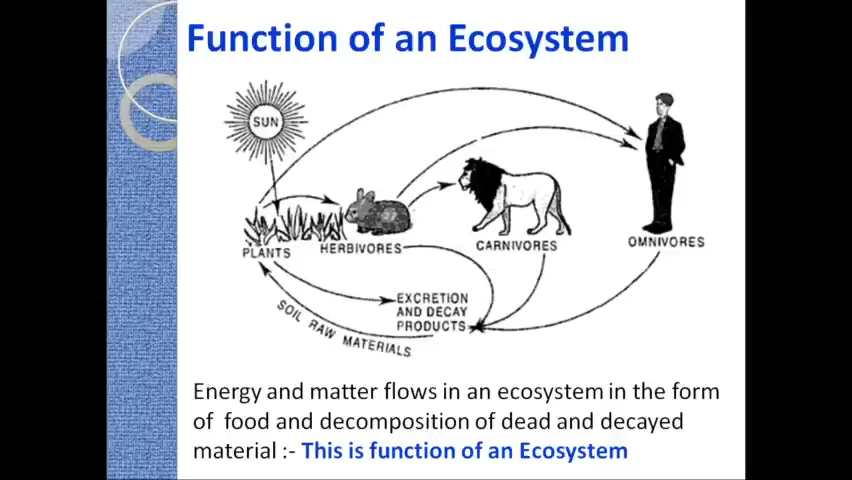 Function of an Ecosystem
SUN
PLANTS
HERBIVORES
CARNIVORES
OMNIVORES
EXCRETION
AND DECAY
PRODUCTS
SOIL RAW MATERIALS
Energy and matter flows in an ecosystem in the form
of food and decomposition of dead and decayed
material :- This is function of an Ecosystem